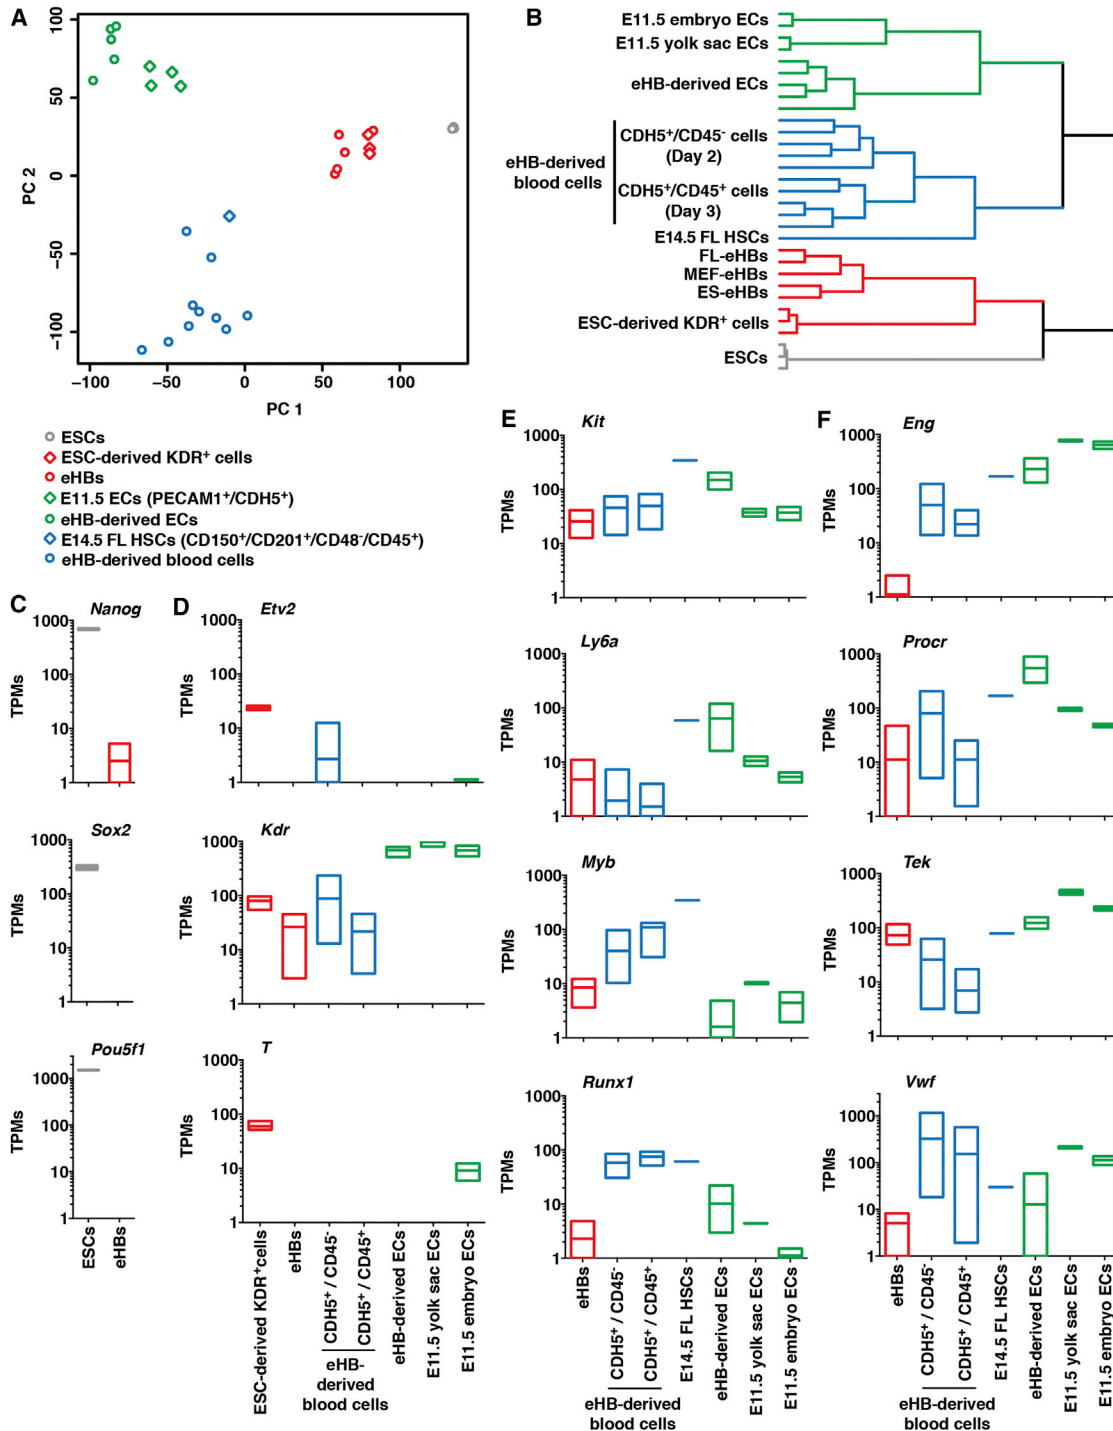 A
100
50
0
−50
−100
PC 2
−100
−50
0
50
100
PC 1
ESCs
ESC-derived KDR⁺ cells
eHBs
E11.5 ECs (PECAM1⁺/CDH5⁺)
eHB-derived ECs
E14.5 FL HSCs (CD150⁺/CD201⁺/CD48⁻/CD45⁺)
eHB-derived blood cells
B
E11.5 embryo ECs
E11.5 yolk sac ECs
eHB-derived ECs
CDH5⁺/CD45⁻ cells
(Day 2)
eHB-derived
blood cells
CDH5⁺/CD45⁺ cells
(Day 3)
E14.5 FL HSCs
FL-eHBs
MEF-eHBs
ES-eHBs
ESC-derived KDR⁺ cells
ESCs
C
Nanog
1000
100
10
1
TPMs
Sox2
1000
100
10
1
TPMs
Pou5f1
1000
100
10
1
TPMs
ESCs
eHBs
D
Etv2
1000
100
10
1
TPMs
Kdr
1000
100
10
1
TPMs
T
1000
100
10
1
TPMs
ESC-derived KDR⁺cells
eHBs
CDH5⁺ / CD45⁻
CDH5⁺ / CD45⁺
eHB-derived ECs
E11.5 yolk sac ECs
E11.5 embryo ECs
eHB-
derived
blood cells
E
Kit
1000
100
10
1
TPMs
Ly6a
1000
100
10
1
TPMs
Myb
1000
100
10
1
TPMs
Runx1
1000
100
10
1
TPMs
eHBs
CDH5⁺ / CD45⁻
CDH5⁺ / CD45⁺
E14.5 FL HSCs
eHB-derived ECs
E11.5 yolk sac ECs
E11.5 embryo ECs
eHB-derived
blood cells
F
Eng
1000
100
10
1
TPMs
Procr
1000
100
10
1
TPMs
Tek
1000
100
10
1
TPMs
Vwf
1000
100
10
1
TPMs
eHBs
CDH5⁺ / CD45⁻
CDH5⁺ / CD45⁺
E14.5 FL HSCs
eHB-derived ECs
E11.5 yolk sac ECs
E11.5 embryo ECs
eHB-derived
blood cells